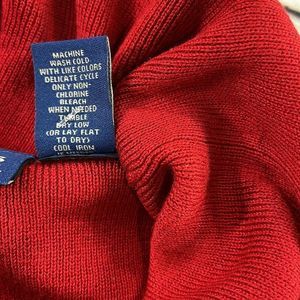 MACHINE
WASH COLD
WITH LIKE COLORS
DELICATE CYCLE
ONLY NON-
CHLORINE
BLEACH
WHEN NEEDED
TUMBLE
DRY LOW
(OR LAY FLAT
TO DRY)
COOL IRON